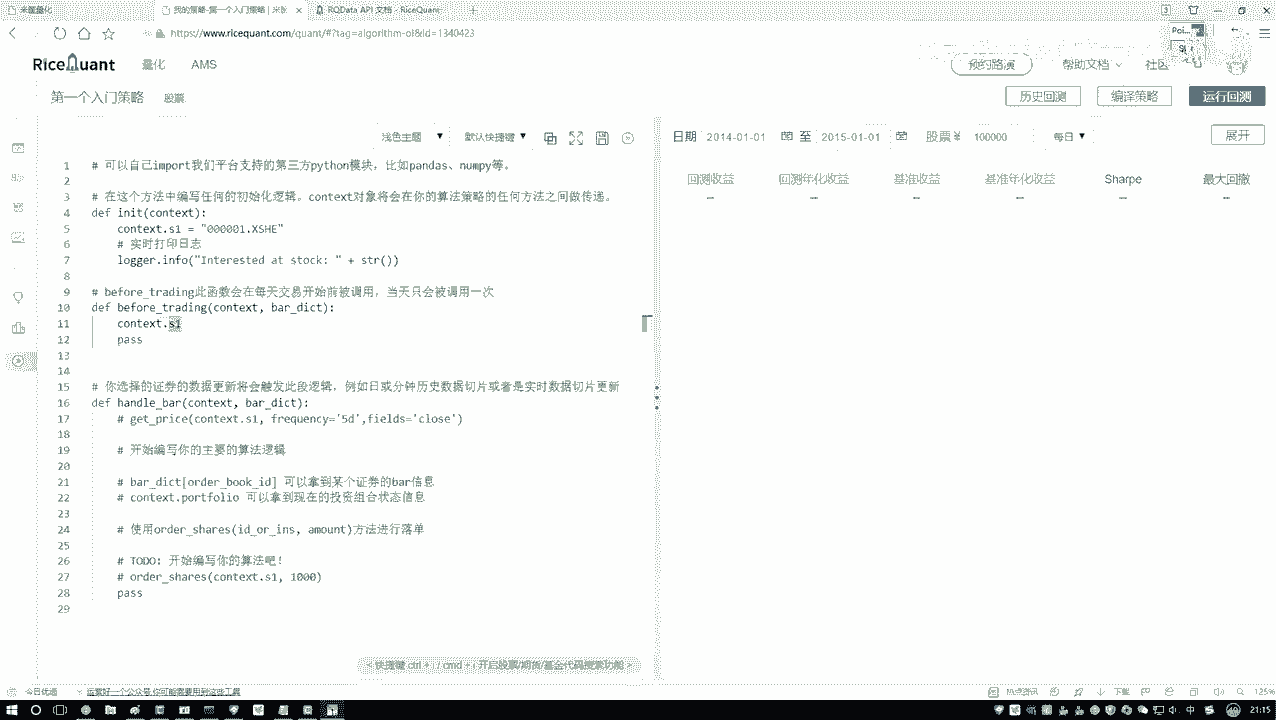 米筐量化
我的策略-第一个入门策略 | 米筐
RQData API 文档 - RiceQuant
https://www.ricequant.com/quant/#?tag=algorithm-ol&id=1340423
RiceQuant
量化
AMS
预约路演
帮助文档
社区
第一个入门策略
股票
历史回测
编译策略
运行回测
浅色主题
默认快捷键
日期 2014-01-01 至 2015-01-01 股票¥ 100000 每日
展开
回测收益 回测年化收益 基准收益 基准年化收益 Sharpe 最大回撤
-- -- -- -- -- --
1 # 可以自己import我们平台支持的第三方python模块，比如pandas、numpy等。
2
3 # 在这个方法中编写任何的初始化逻辑。context对象将会在你的算法策略的任何方法之间做传递。
4 def init(context):
5 context.s1 = "000001.XSHE"
6 # 实时打印日志
7 logger.info("Interested at stock: " + str())
8
9 # before_trading此函数会在每天交易开始前被调用，当天只会被调用一次
10 def before_trading(context, bar_dict):
11 context.s1
12 pass
13
14
15 # 你选择的证券的数据更新将会触发此段逻辑，例如日或分钟历史数据切片或者是实时数据切片更新
16 def handle_bar(context, bar_dict):
17 # get_price(context.s1, frequency='5d',fields='close')
18
19 # 开始编写你的主要的算法逻辑
20
21 # bar_dict[order_book_id] 可以拿到某个证券的bar信息
22 # context.portfolio 可以拿到现在的投资组合状态信息
23
24 # 使用order_shares(id_or_ins, amount)方法进行落单
25
26 # TODO: 开始编写你的算法吧！
27 # order_shares(context.s1, 1000)
28 pass
29
今日优选
运营好一个公众号,你可能需要用到这些工具
热点资讯
下载
125%
中
21:15